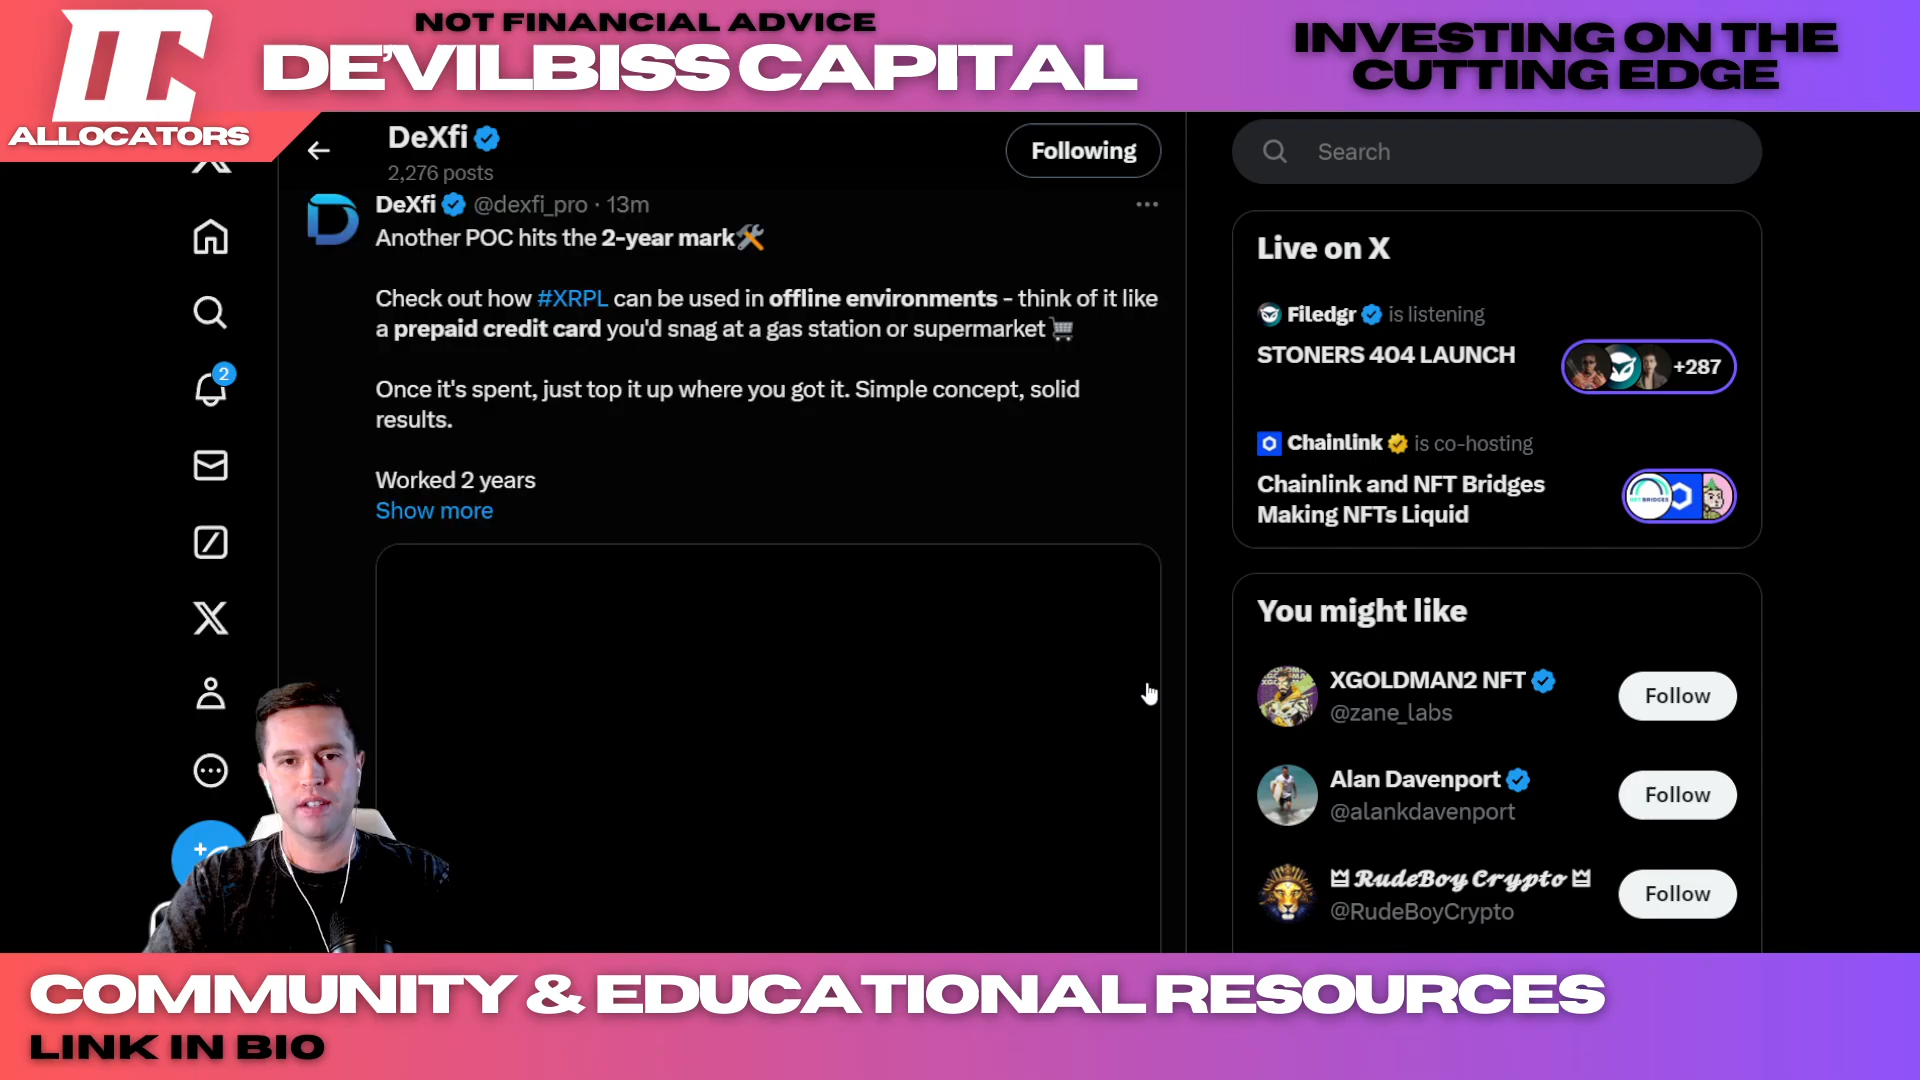 NOT FINANCIAL ADVICE
DE'VILBISS CAPITAL
INVESTING ON THE
CUTTING EDGE
ALLOCATORS
DeXfi
2,276 posts
Following
Search
DeXfi @dexfi_pro · 13m
Another POC hits the 2-year mark
Check out how #XRPL can be used in offline environments - think of it like
a prepaid credit card you'd snag at a gas station or supermarket
Once it's spent, just top it up where you got it. Simple concept, solid
results.
Worked 2 years
Show more
2
Live on X
Filedgr is listening
STONERS 404 LAUNCH
+287
Chainlink is co-hosting
Chainlink and NFT Bridges
Making NFTs Liquid
You might like
XGOLDMAN2 NFT
@zane_labs
Follow
Alan Davenport
@alankdavenport
Follow
𝓡𝓾𝓭𝓮𝓑𝓸𝔂 𝓒𝓻𝔂𝓹𝓽𝓸
@RudeBoyCrypto
Follow
COMMUNITY & EDUCATIONAL RESOURCES
LINK IN BIO